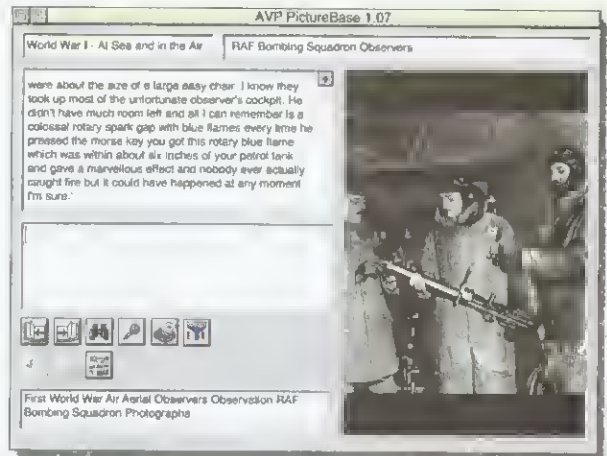 AVP PictureBase 1.07
World War I - At Sea and in the Air
RAF Bombing Squadron Observers
were about the size of a large easy chair. I know they
took up most of the unfortunate observer's cockpit. He
didn't have much room left and all I can remember is a
colossal rotary spark gap with blue flames every time he
pressed the morse key you got this rotary blue flame
which was within about six inches of your petrol tank
and gave a marvellous effect and nobody ever actually
caught fire but it could have happened at any moment
I'm sure.'
First World War Air Aerial Observers Observation RAF
Bombing Squadron Photographs